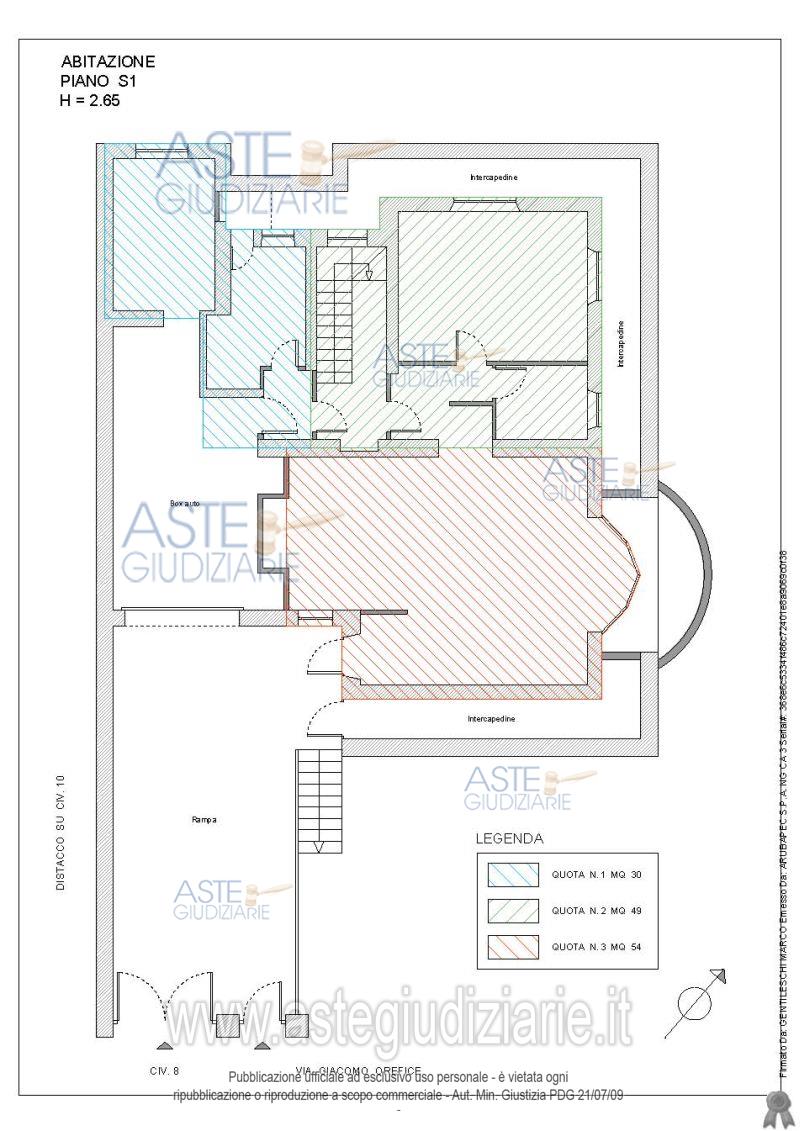 ABITAZIONE
PIANO S1
H = 2.65
ASTE
GIUDIZIARIE
Intercapedine
Intercapedine
ASTE
GIUDIZIARIE
ASTE
GIUDIZIARIE
Box auto
ASTE
GIUDIZIARIE
Intercapedine
ASTE
GIUDIZIARIE
Rampa
DISTACCO SU CIV. 10
LEGENDA
QUOTA N.1 MQ 30
QUOTA N.2 MQ 49
QUOTA N.3 MQ 54
ASTE
GIUDIZIARIE
www.astegiudiziarie.it
CIV. 8
VIA GIACOMO OREFICE
Pubblicazione ufficiale ad esclusivo uso personale - è vietata ogni
ripubblicazione o riproduzione a scopo commerciale - Aut. Min. Giustizia PDG 21/07/09
-
Firmato Da: GENTILESCHI MARCO Emesso Da: ARUBAPEC S.P.A. NG CA 3 Serial#: